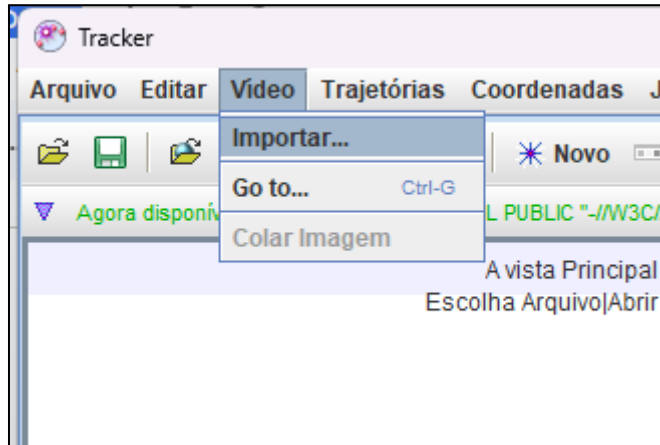 Tracker
Arquivo Editar Vídeo Trajetórias Coordenadas
Importar...
Novo
Go to... Ctrl-G
Agora L PUBLIC "-//W3C/
Colar Imagem
A vista Principal
Escolha Arquivo|Abrir